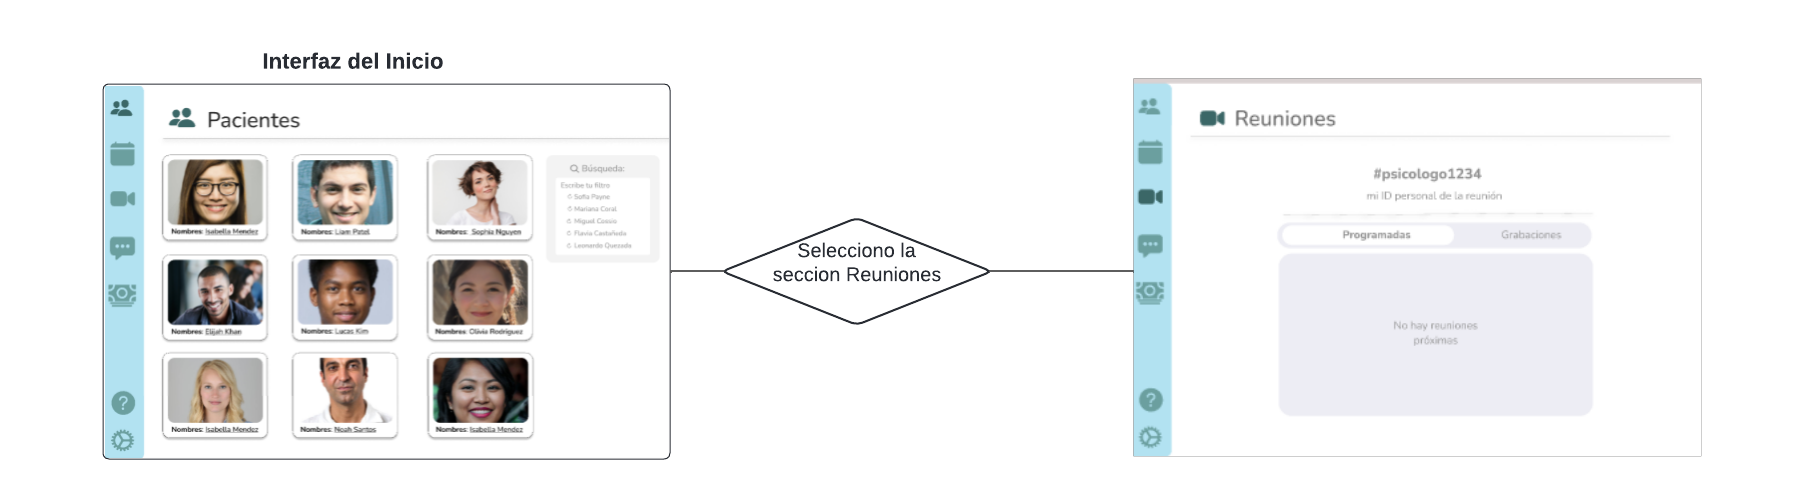 Interfaz del Inicio
Pacientes
Nombres: Isabella Mendez
Nombres: Liam Patel
Nombres: Sophia Nguyen
Búsqueda:
Escribe tu filtro
Sofia Payne
Mariana Coral
Miguel
Flavia Castañeda
Leonardo Quezada
Nombres: Elijah Khan
Nombres: Lucas Kim
Nombres: Olivia Rodriguez
Nombres: Isabella Mendez
Nombres: Noah Santos
Nombres: Isabella Mendez
Selecciono la
seccion Reuniones
Reuniones
#psicologo1234
mi ID personal de la reunión
Programadas
Grabaciones
No hay reuniones
próximas